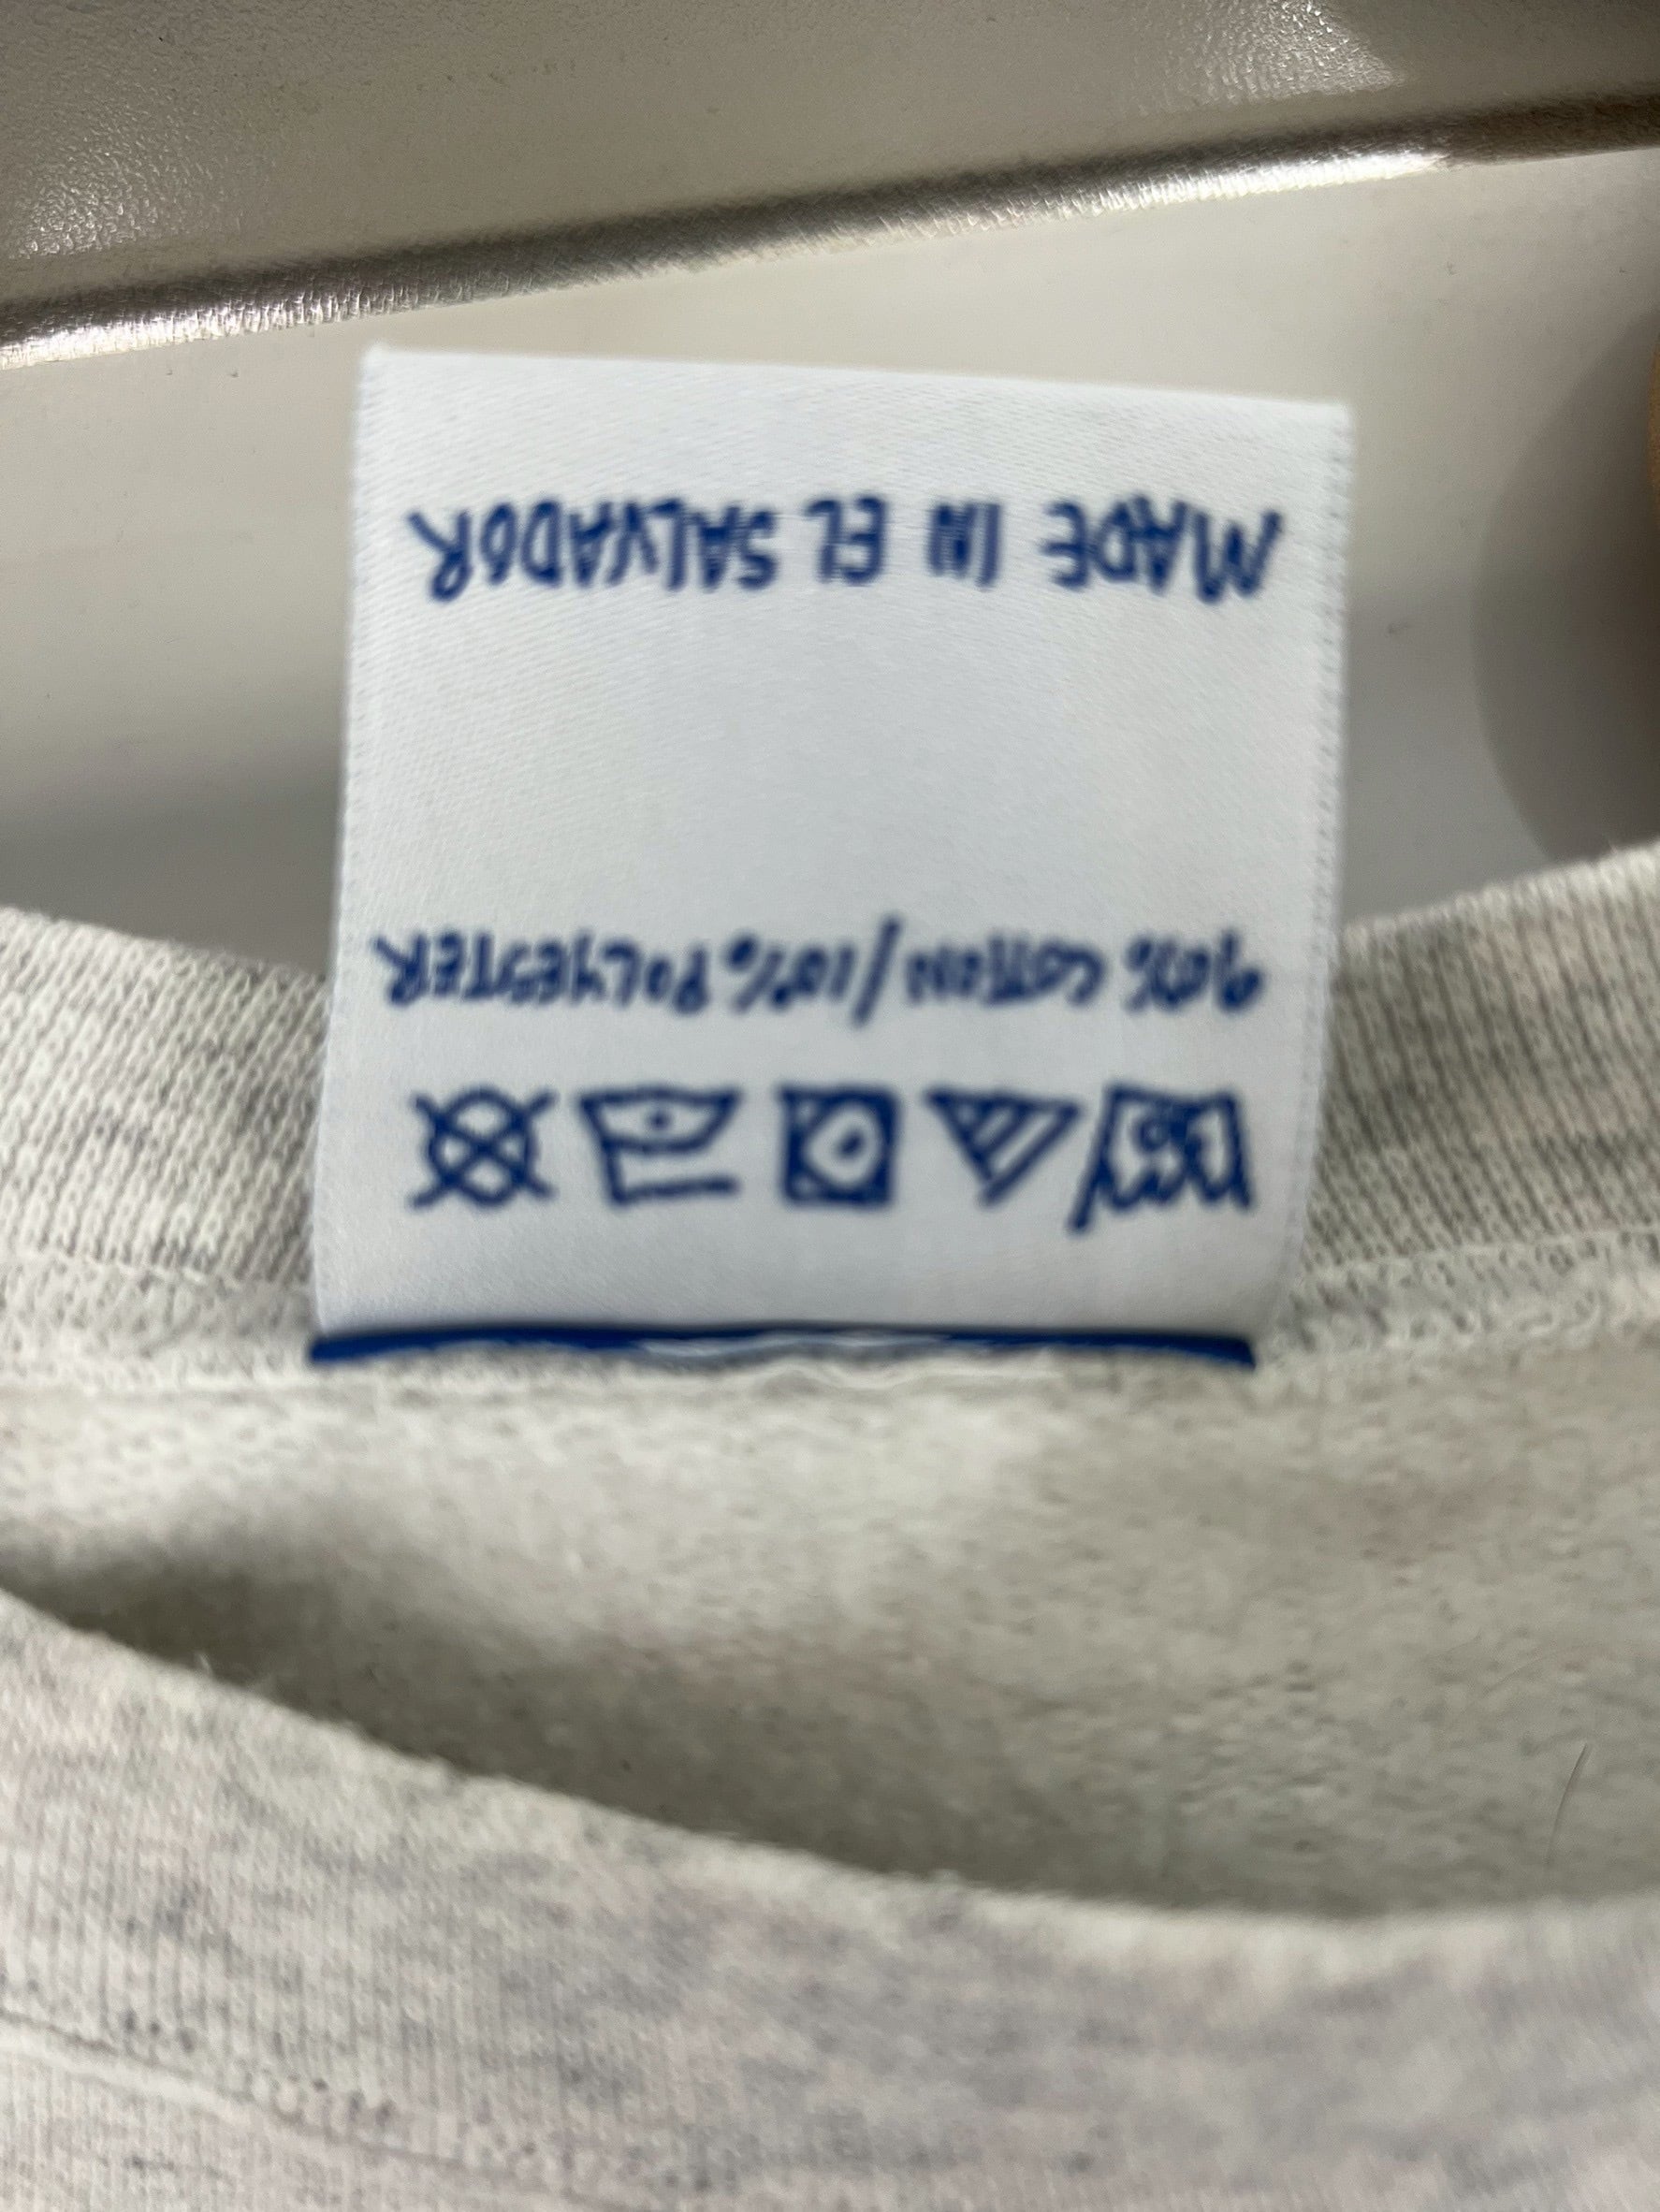 90% COTTON/10% POLYESTER
MADE IN EL SALVADOR